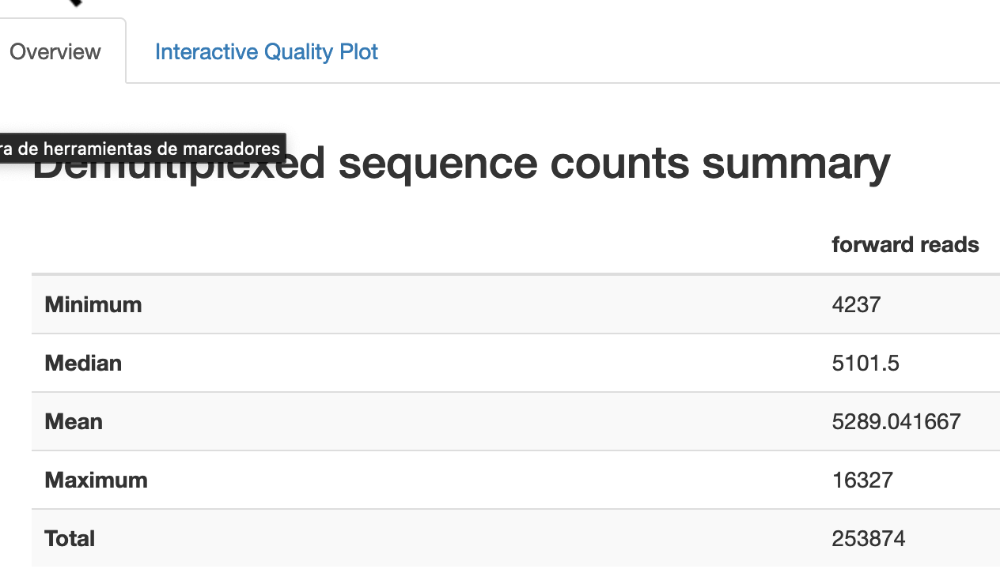 Overview
Interactive Quality Plot
ra de herramientas de marcadores
Demultiplexed sequence counts summary
forward reads
Minimum 4237
Median 5101.5
Mean 5289.041667
Maximum 16327
Total 253874